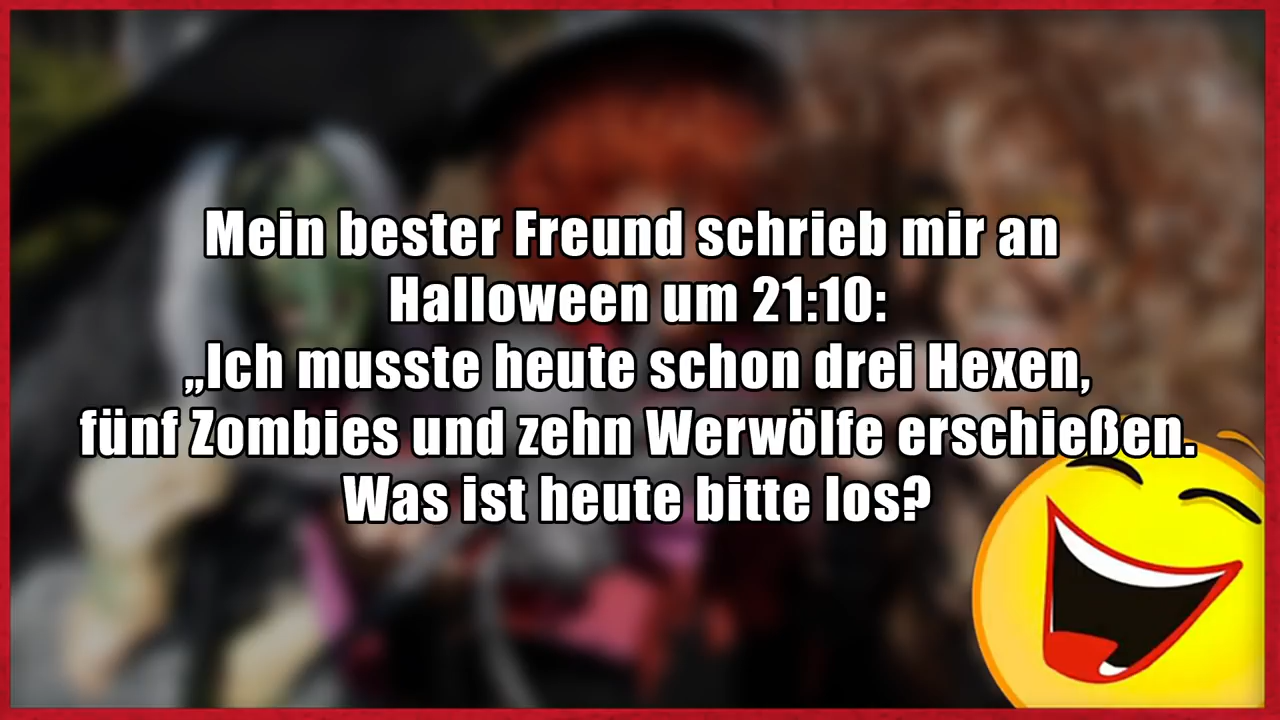 Mein bester Freund schrieb mir an
Halloween um 21:10:
„Ich musste heute schon drei Hexen,
fünf Zombies und zehn Werwölfe erschießen.
Was ist heute bitte los?